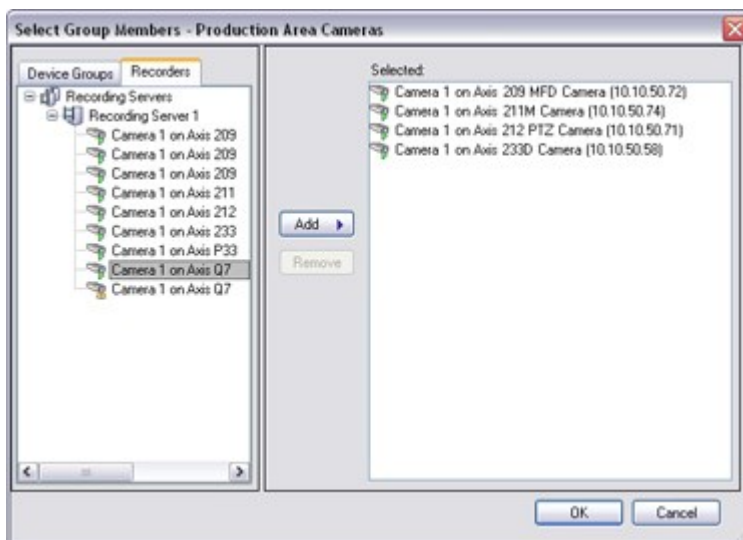 Select Group Members - Production Area Cameras
Device Groups Recorders
Recording Servers
Recording Server 1
Camera 1 on Axis 209
Camera 1 on Axis 209
Camera 1 on Axis 209
Camera 1 on Axis 211
Camera 1 on Axis 212
Camera 1 on Axis 233
Camera 1 on Axis P33
Camera 1 on Axis Q7
Camera 1 on Axis Q7
Add
Remove
Selected:
Camera 1 on Axis 209 MFD Camera (10.10.50.72)
Camera 1 on Axis 211M Camera (10.10.50.74)
Camera 1 on Axis 212 PTZ Camera (10.10.50.71)
Camera 1 on Axis 233D Camera (10.10.50.58)
OK Cancel